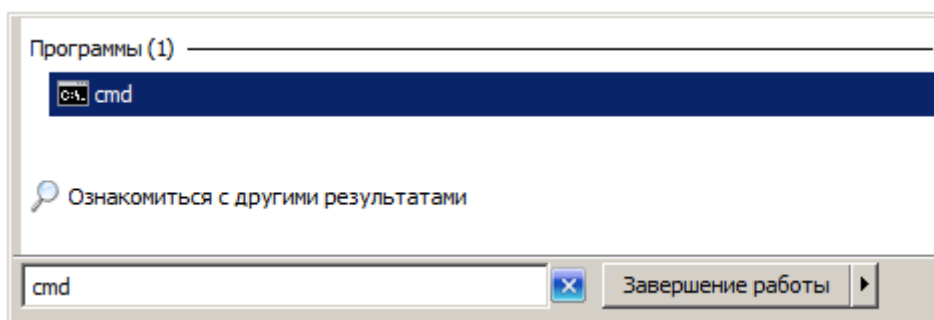 Программы (1)
C:\. cmd
Ознакомиться с другими результатами
cmd
Завершение работы